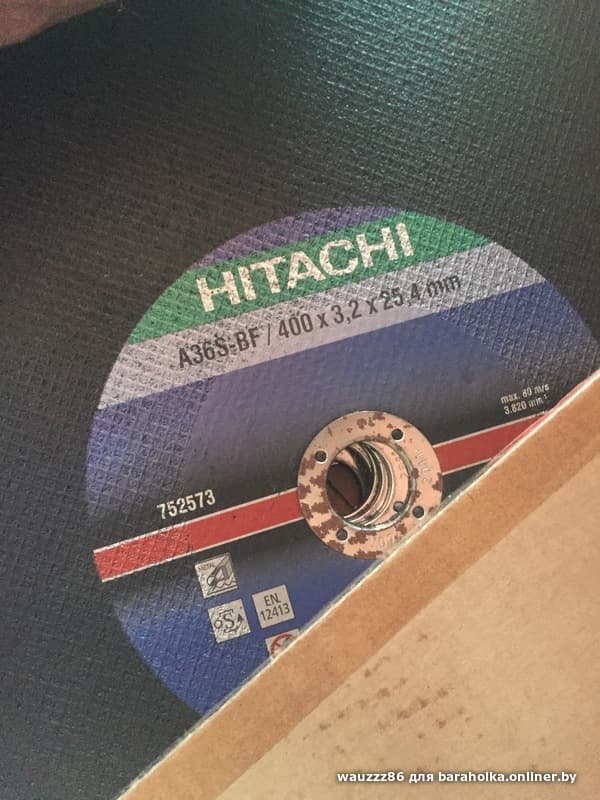 HITACHI
A36S-BF / 400 x 3,2 x 25,4 mm
max. 80 m/s
3.820 min⁻¹
752573
METAL
S
EN
12413
wauzzz86 для baraholka.onliner.by